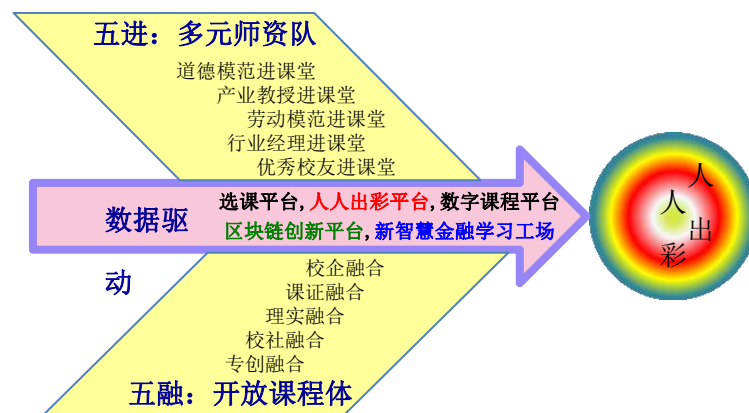 五进：多元师资队
道德模范进课堂
产业教授进课堂
劳动模范进课堂
行业经理进课堂
优秀校友进课堂
数据驱
动
选课平台,人人出彩平台,数字课程平台
区块链创新平台,新智慧金融学习工场
人
人
出
彩
校企融合
课证融合
理实融合
校社融合
专创融合
五融：开放课程体